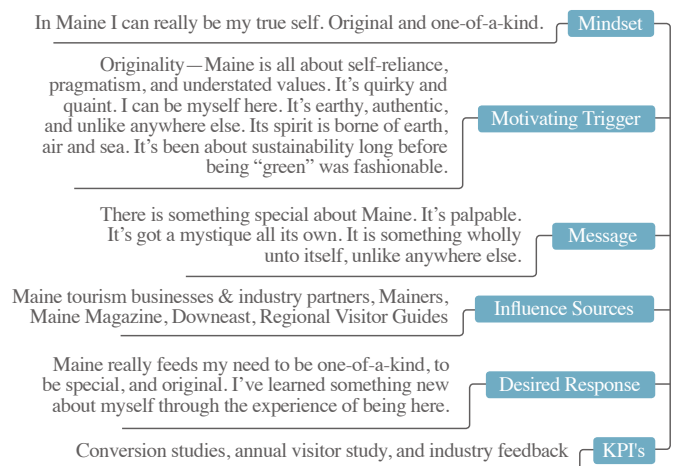 In Maine I can really be my true self. Original and one-of-a-kind.
Mindset
Originality—Maine is all about self-reliance,
pragmatism, and understated values. It’s quirky and
quaint. I can be myself here. It’s earthy, authentic,
and unlike anywhere else. Its spirit is borne of earth,
air and sea. It’s been about sustainability long before
being “green” was fashionable.
Motivating Trigger
There is something special about Maine. It’s palpable.
It’s got a mystique all its own. It is something wholly
unto itself, unlike anywhere else.
Message
Maine tourism businesses & industry partners, Mainers,
Maine Magazine, Downeast, Regional Visitor Guides
Influence Sources
Maine really feeds my need to be one-of-a-kind, to
be special, and original. I’ve learned something new
about myself through the experience of being here.
Desired Response
Conversion studies, annual visitor study, and industry feedback
KPI's